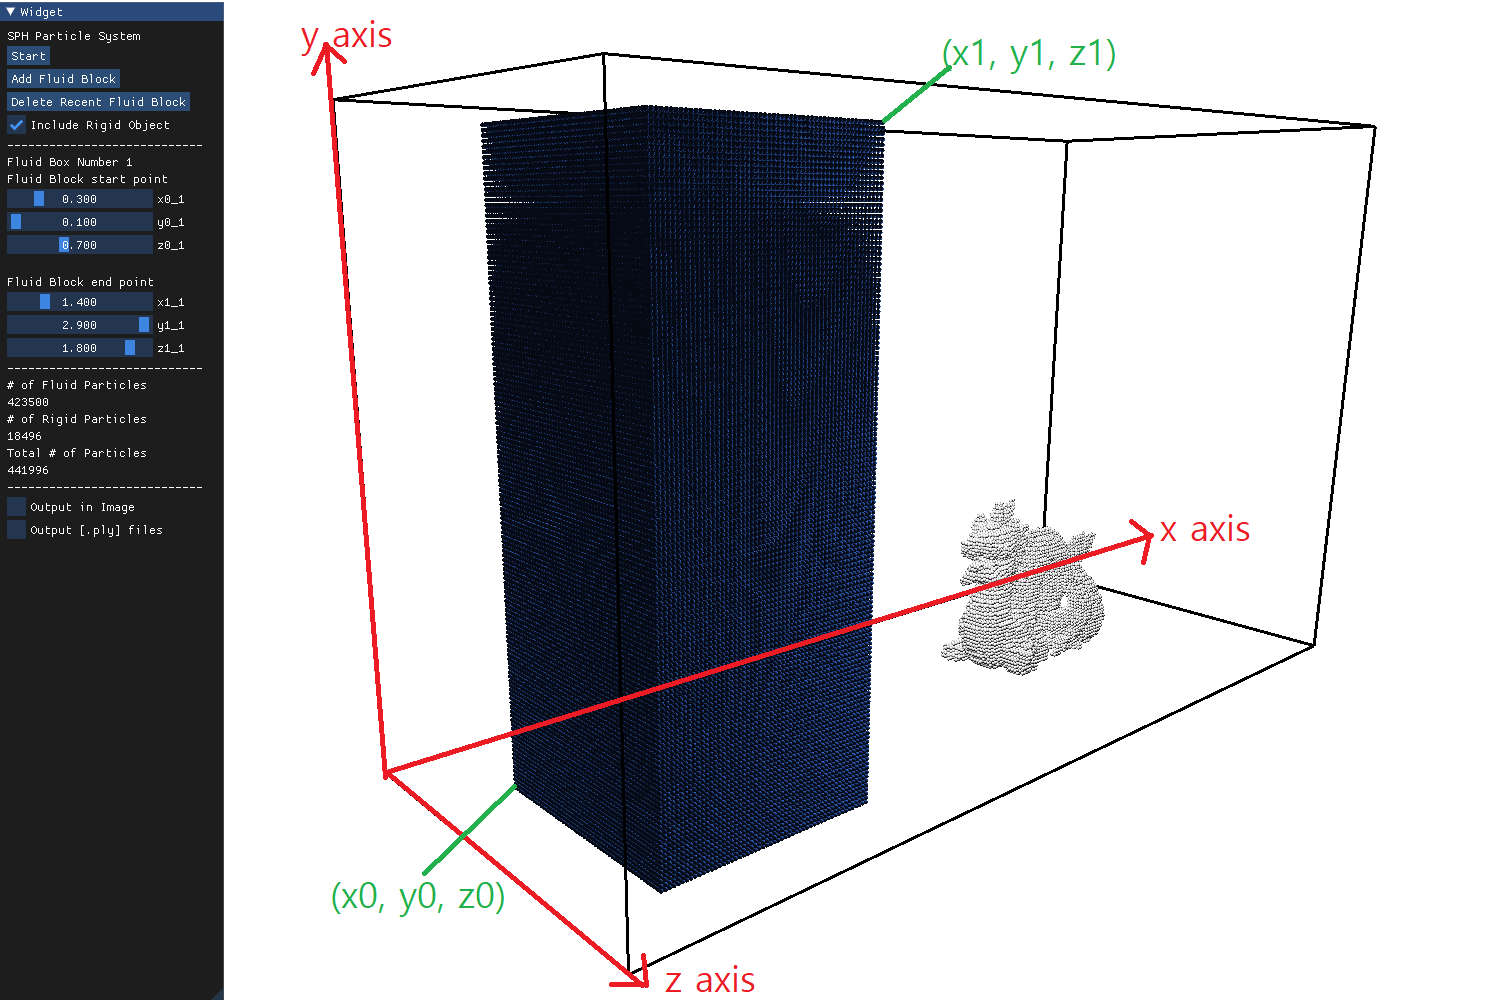 Widget
SPH Particle System
Start
Add Fluid Block
Delete Recent Fluid Block
Include Rigid Object
----------------------------
Fluid Box Number 1
Fluid Block start point
0.300 x0_1
0.100 y0_1
0.700 z0_1
Fluid Block end point
1.400 x1_1
2.900 y1_1
1.800 z1_1
----------------------------
# of Fluid Particles
423500
# of Rigid Particles
18496
Total # of Particles
441996
----------------------------
Output in Image
Output [.ply] files
y axis
(x1, y1, z1)
x axis
(x0, y0, z0)
z axis